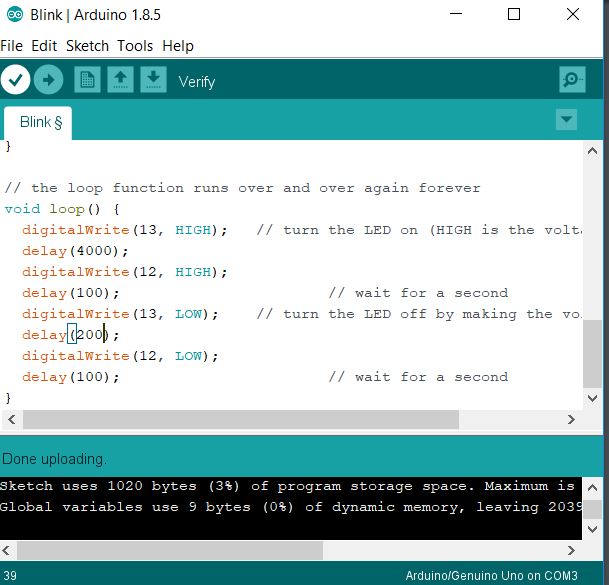 Blink | Arduino 1.8.5
File Edit Sketch Tools Help
Verify
Blink §
}
// the loop function runs over and over again forever
void loop() {
  digitalWrite(13, HIGH);   // turn the LED on (HIGH is the volta
  delay(4000);
  digitalWrite(12, HIGH);
  delay(100);                       // wait for a second
  digitalWrite(13, LOW);    // turn the LED off by making the vo
  delay(200);
  digitalWrite(12, LOW);
  delay(100);                       // wait for a second
}
Done uploading.
Sketch uses 1020 bytes (3%) of program storage space. Maximum is
Global variables use 9 bytes (0%) of dynamic memory, leaving 2039
39 Arduino/Genuino Uno on COM3